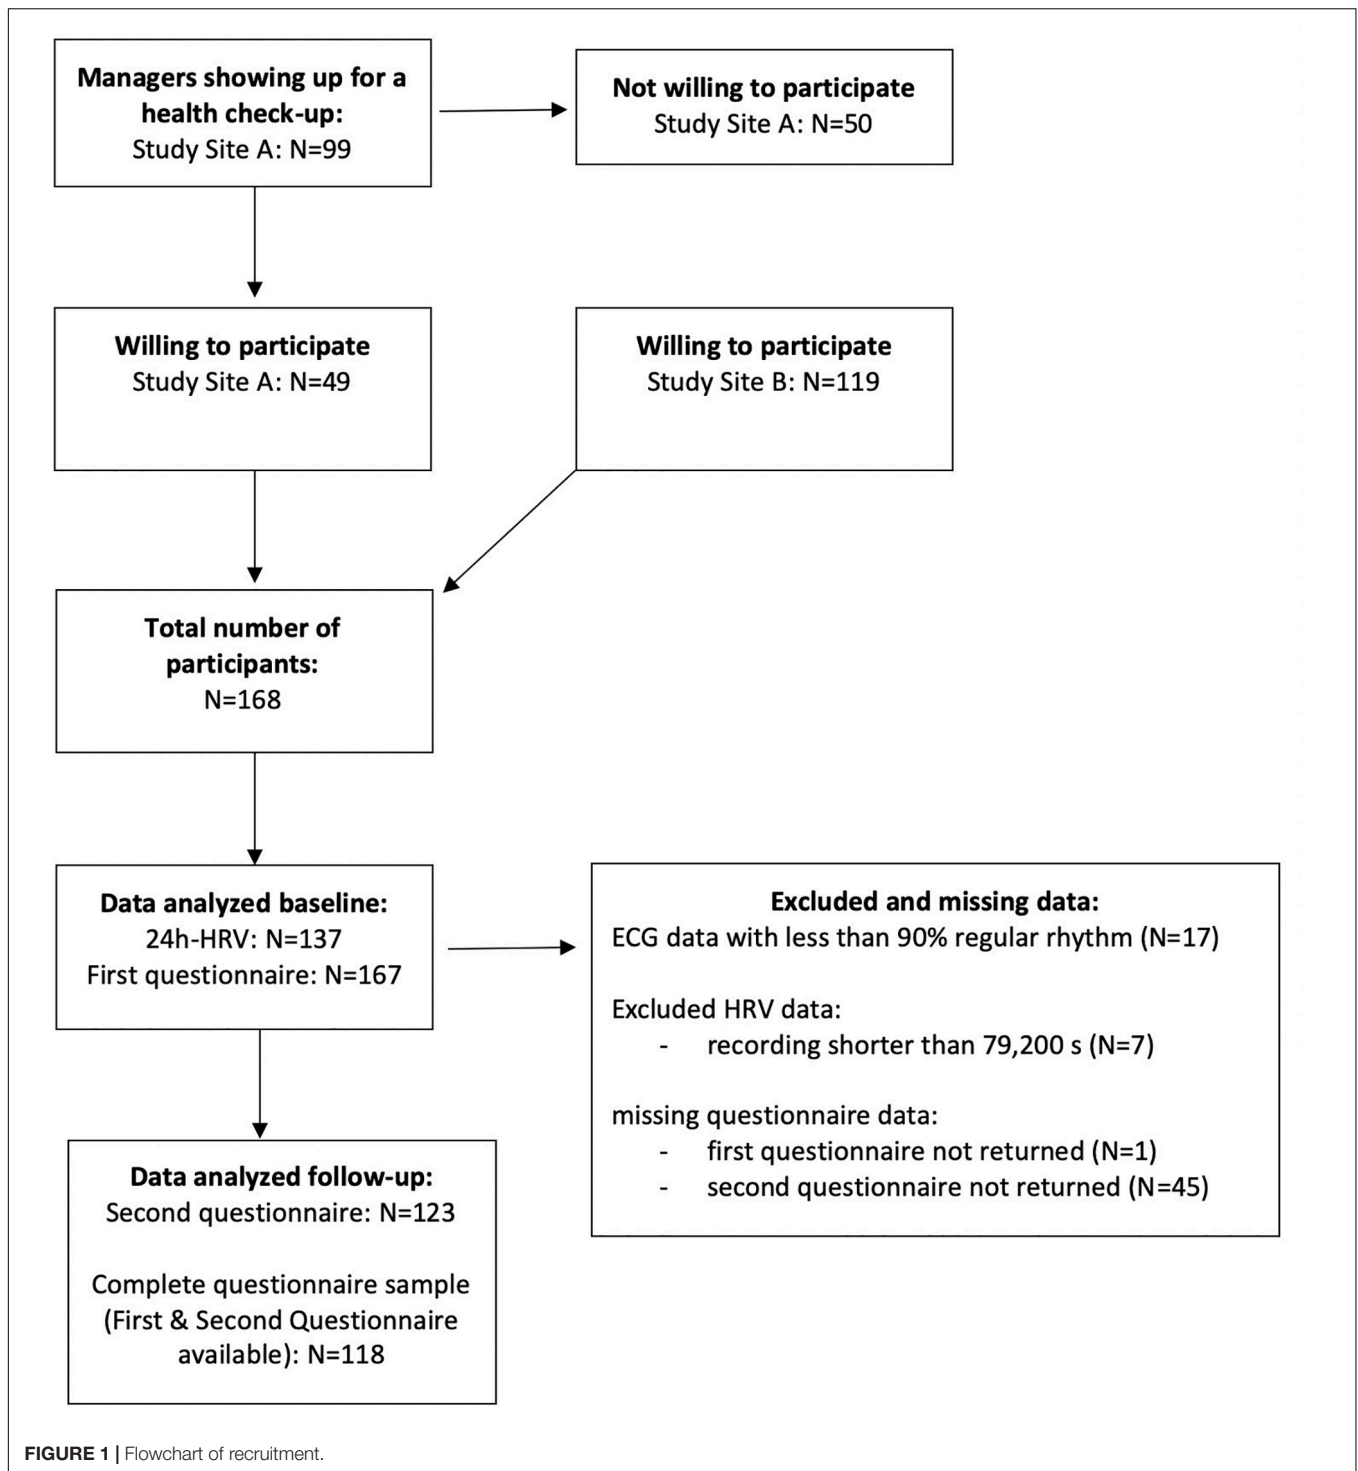 Managers showing up for a
health check-up:
Study Site A: N=99
Not willing to participate
Study Site A: N=50
Willing to participate
Study Site A: N=49
Willing to participate
Study Site B: N=119
Total number of
participants:
N=168
Data analyzed baseline:
24h-HRV: N=137
First questionnaire: N=167
Excluded and missing data:
ECG data with less than 90% regular rhythm (N=17)
Excluded HRV data:
- recording shorter than 79,200 s (N=7)
missing questionnaire data:
- first questionnaire not returned (N=1)
- second questionnaire not returned (N=45)
Data analyzed follow-up:
Second questionnaire: N=123
Complete questionnaire sample
(First & Second Questionnaire
available): N=118
FIGURE 1 | Flowchart of recruitment.